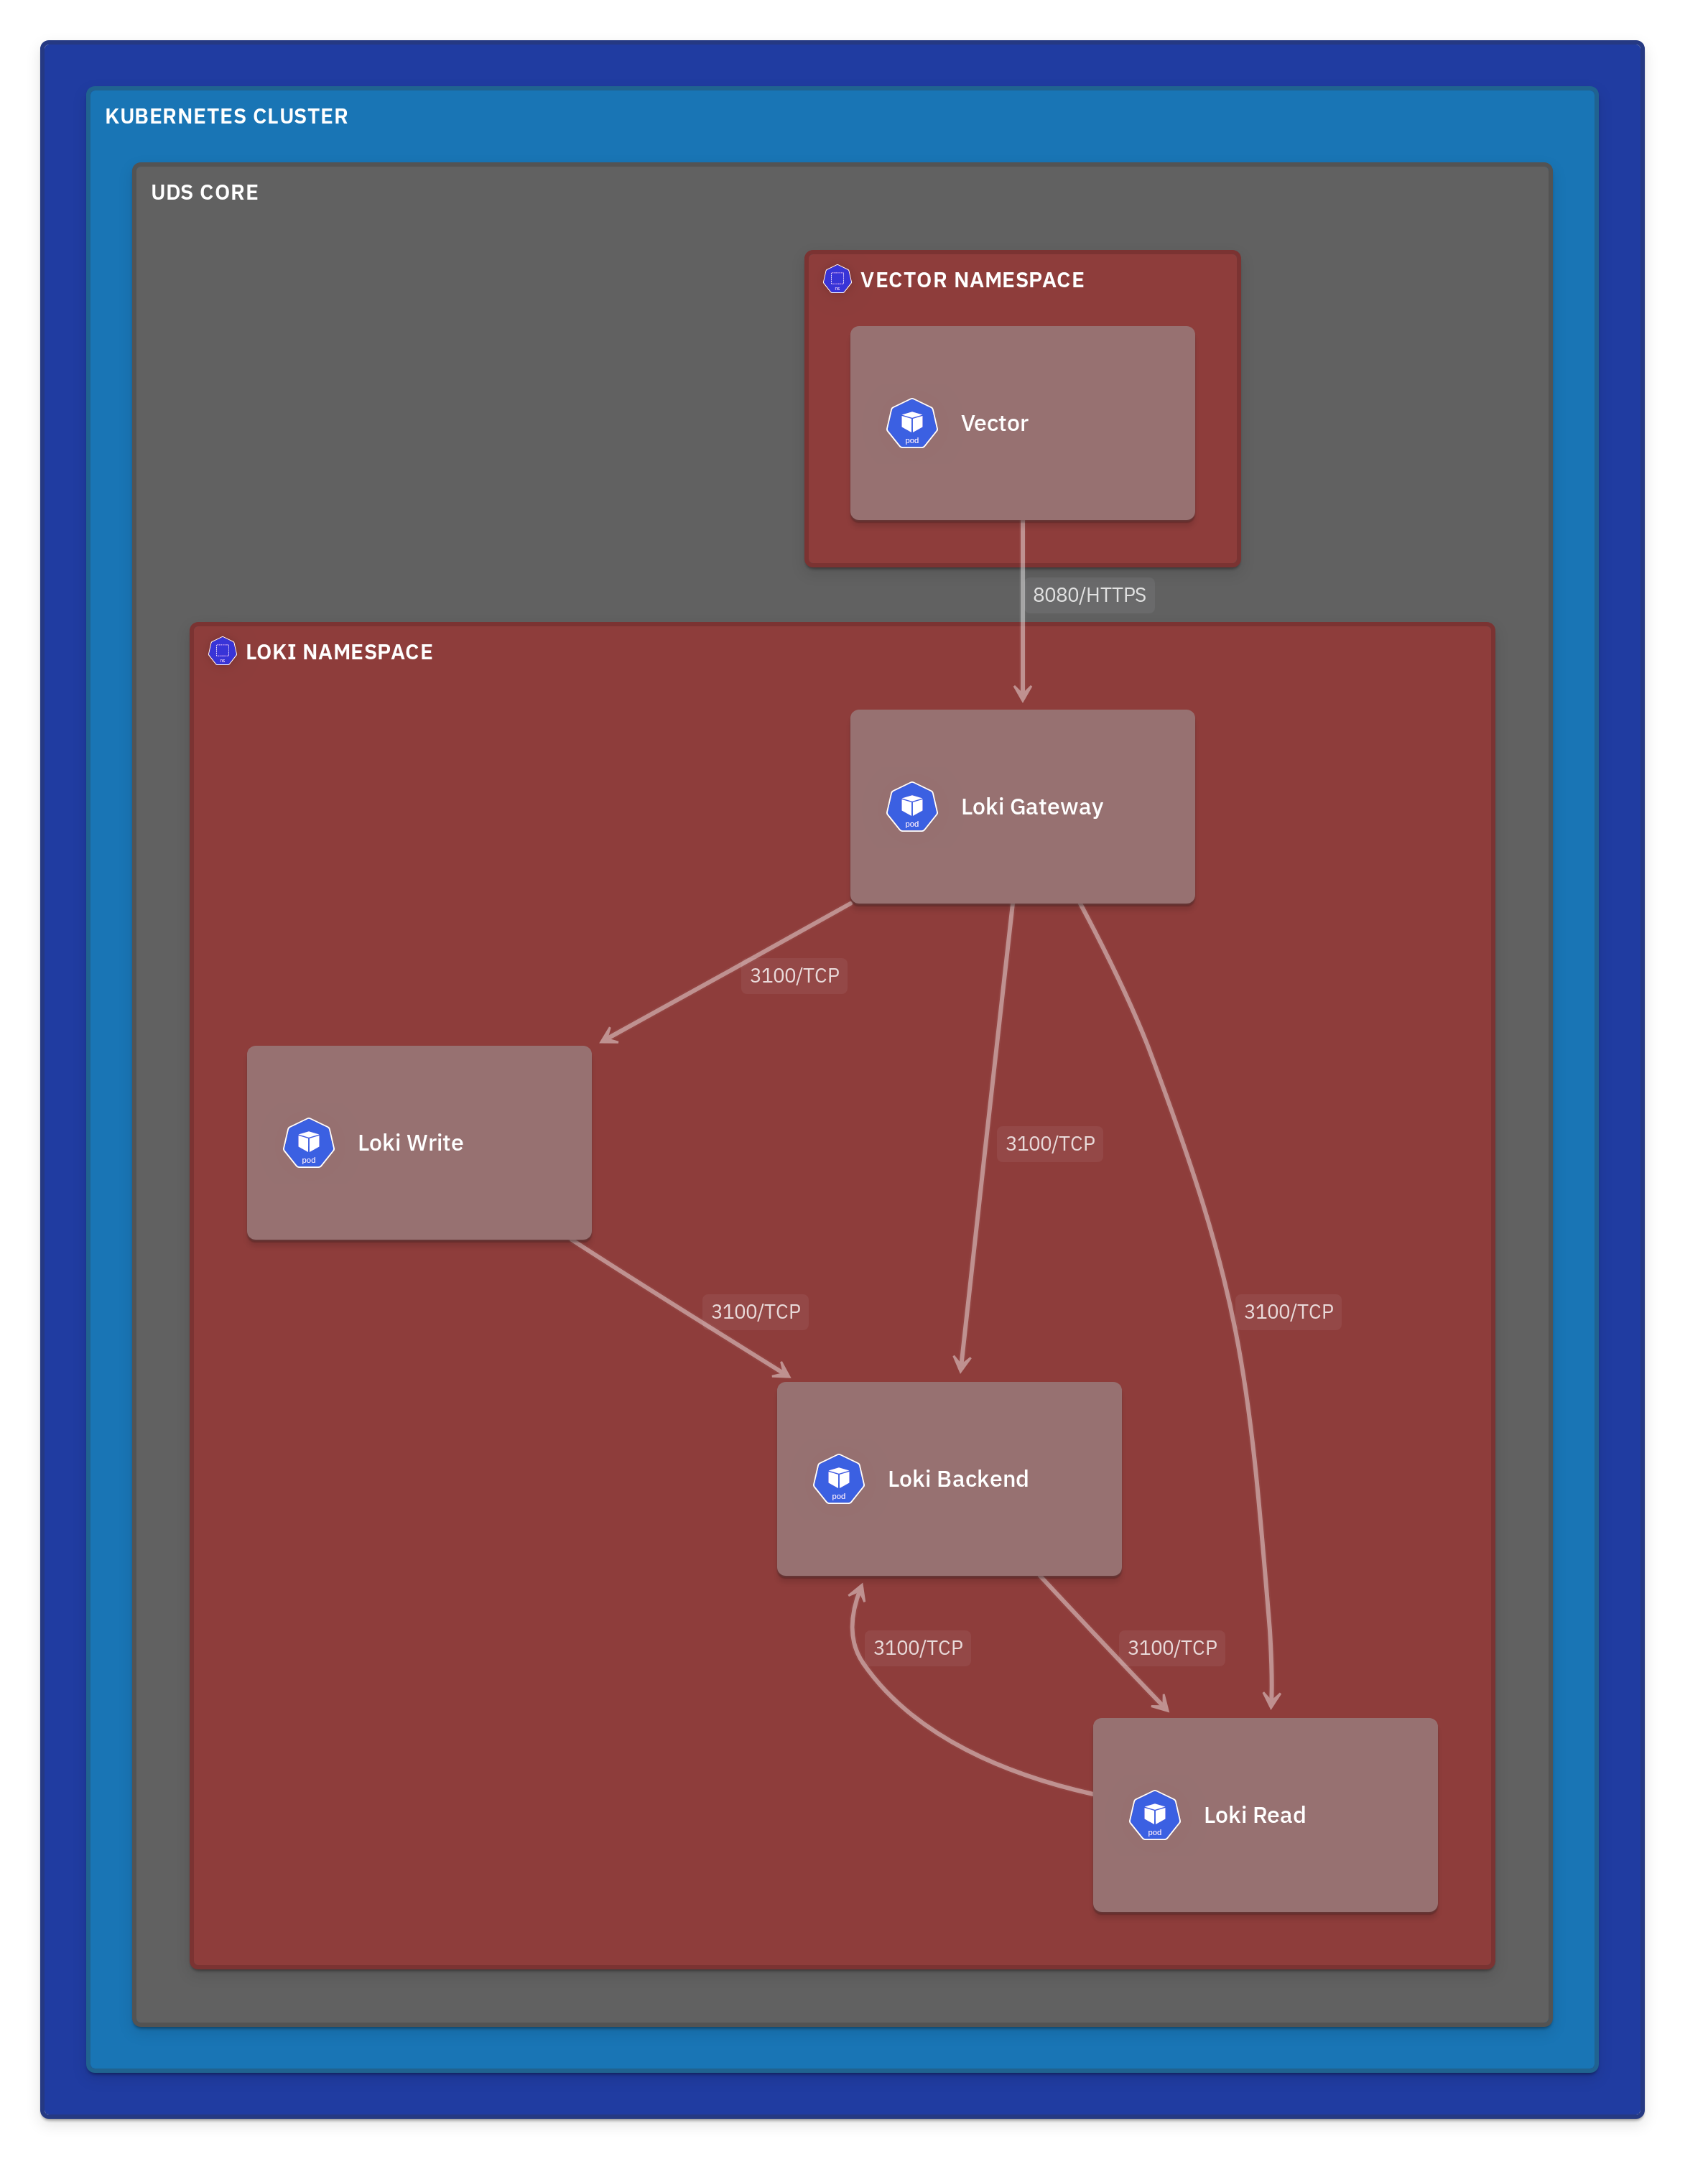 KUBERNETES CLUSTER
UDS CORE
VECTOR NAMESPACE
pod
Vector
8080/HTTPS
LOKI NAMESPACE
pod
Loki Gateway
3100/TCP
pod
Loki Write
3100/TCP
3100/TCP
3100/TCP
pod
Loki Backend
3100/TCP
3100/TCP
pod
Loki Read